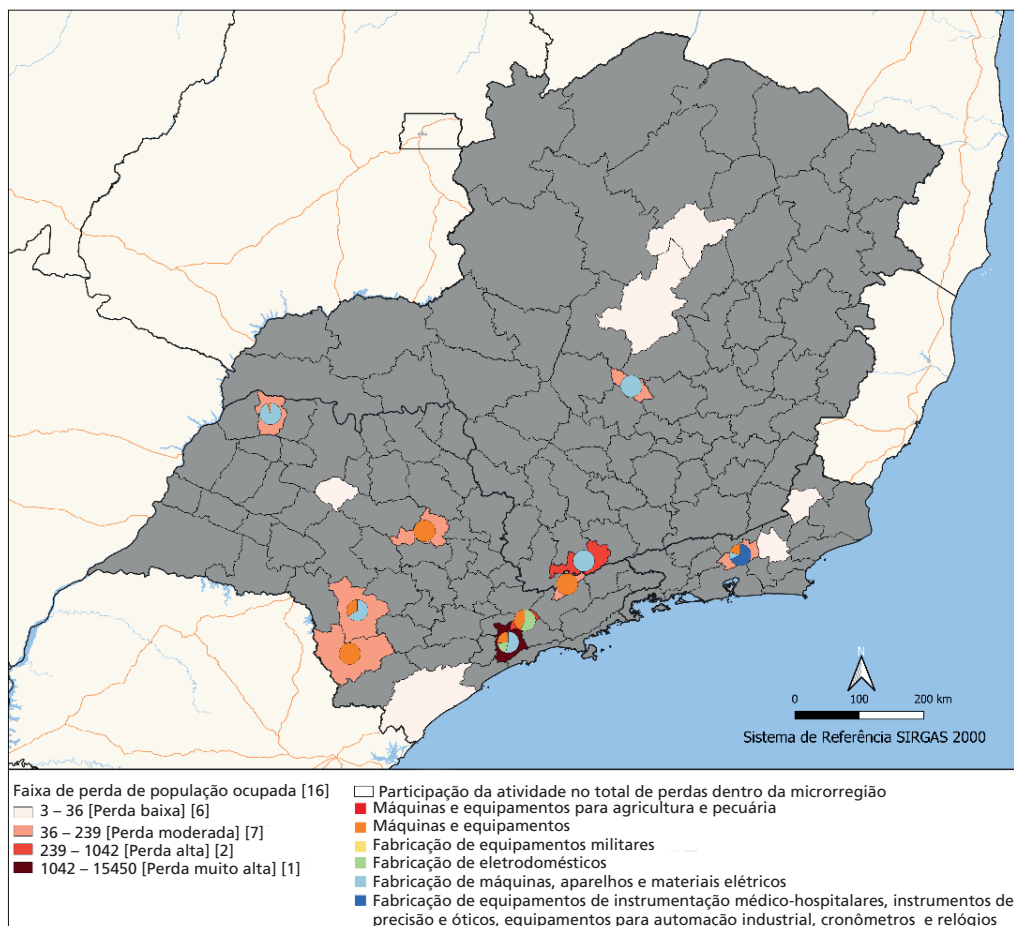 N
0 100 200 km
Sistema de Referência SIRGAS 2000
Faixa de perda de população ocupada [16]
3 – 36 [Perda baixa] [6]
36 – 239 [Perda moderada] [7]
239 – 1042 [Perda alta] [2]
1042 – 15450 [Perda muito alta] [1]
Participação da atividade no total de perdas dentro da microrregião
Máquinas e equipamentos para agricultura e pecuária
Máquinas e equipamentos
Fabricação de equipamentos militares
Fabricação de eletrodomésticos
Fabricação de máquinas, aparelhos e materiais elétricos
Fabricação de equipamentos de instrumentação médico-hospitalares, instrumentos de
precisão e óticos, equipamentos para automação industrial, cronômetros e relógios